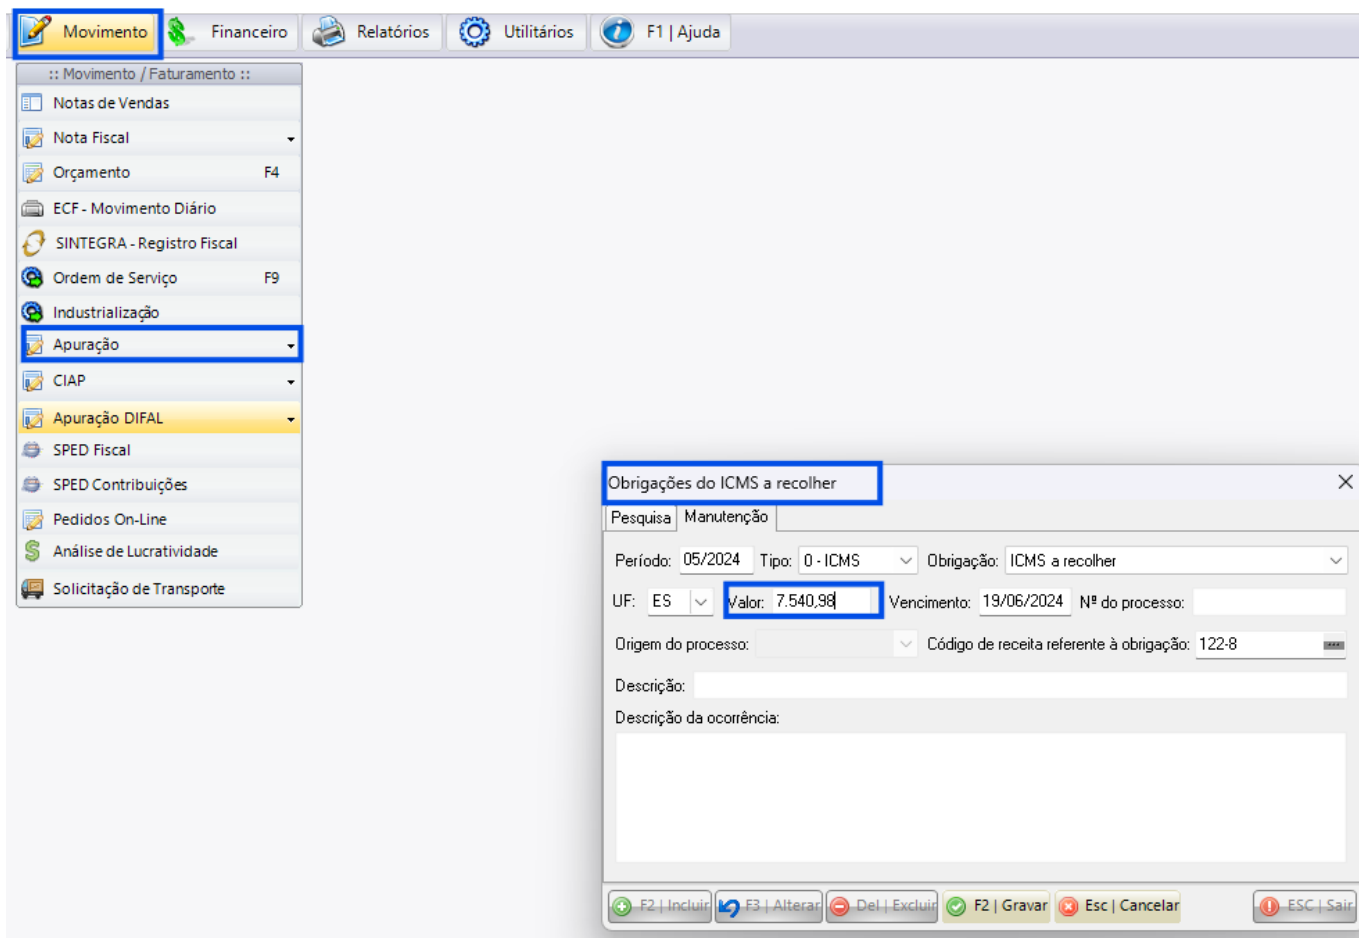 Movimento Financeiro Relatórios Utilitários F1 | Ajuda
:: Movimento / Faturamento ::
Notas de Vendas
Nota Fiscal
Orçamento F4
ECF - Movimento Diário
SINTEGRA - Registro Fiscal
Ordem de Serviço F9
Industrialização
Apuração
CIAP
Apuração DIFAL
SPED Fiscal
SPED Contribuições
Pedidos On-Line
Análise de Lucratividade
Solicitação de Transporte
Obrigações do ICMS a recolher
Pesquisa Manutenção
Período: 05/2024 Tipo: 0 - ICMS Obrigação: ICMS a recolher
UF: ES Valor: 7.540,98 Vencimento: 19/06/2024 Nº do processo:
Origem do processo: Código de receita referente à obrigação: 122-8
Descrição:
Descrição da ocorrência:
F2 | Incluir F3 | Alterar Del | Excluir F2 | Gravar Esc | Cancelar ESC | Sair